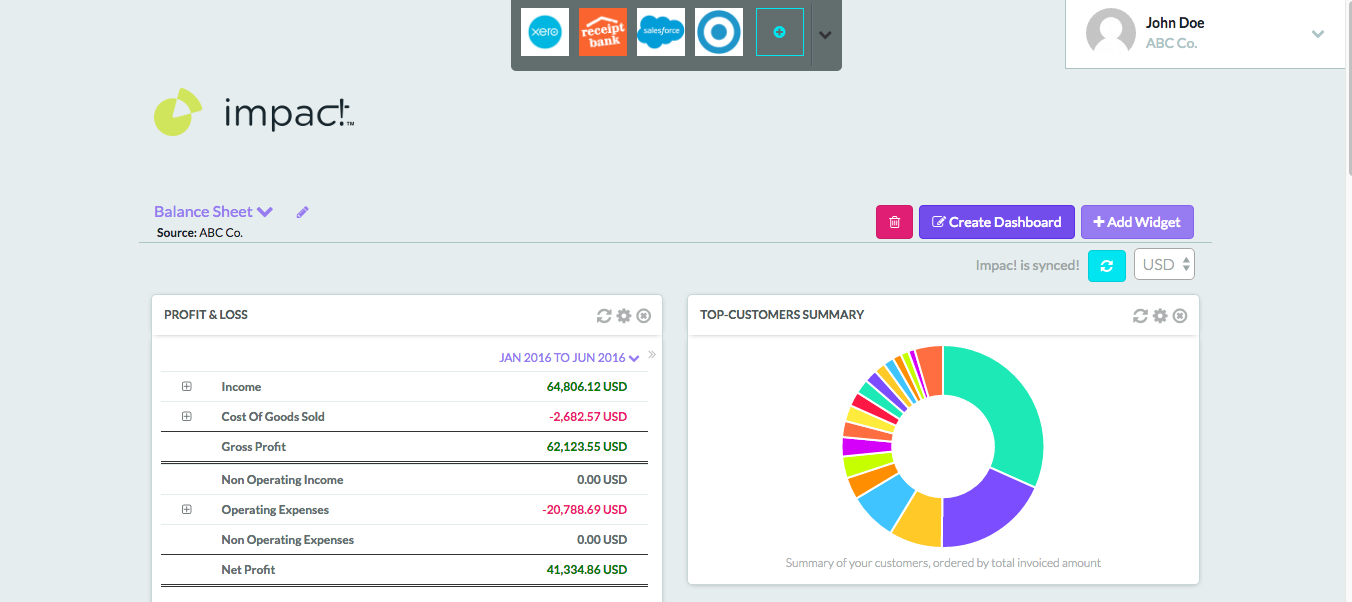 xero
receipt
bank
salesforce
John Doe
ABC Co.
impac!™
Balance Sheet
Source: ABC Co.
Create Dashboard
+ Add Widget
Impac! is synced!
USD
PROFIT & LOSS
JAN 2016 TO JUN 2016 »
Income 64,806.12 USD
Cost Of Goods Sold -2,682.57 USD
Gross Profit 62,123.55 USD
Non Operating Income 0.00 USD
Operating Expenses -20,788.69 USD
Non Operating Expenses 0.00 USD
Net Profit 41,334.86 USD
TOP-CUSTOMERS SUMMARY
Summary of your customers, ordered by total invoiced amount